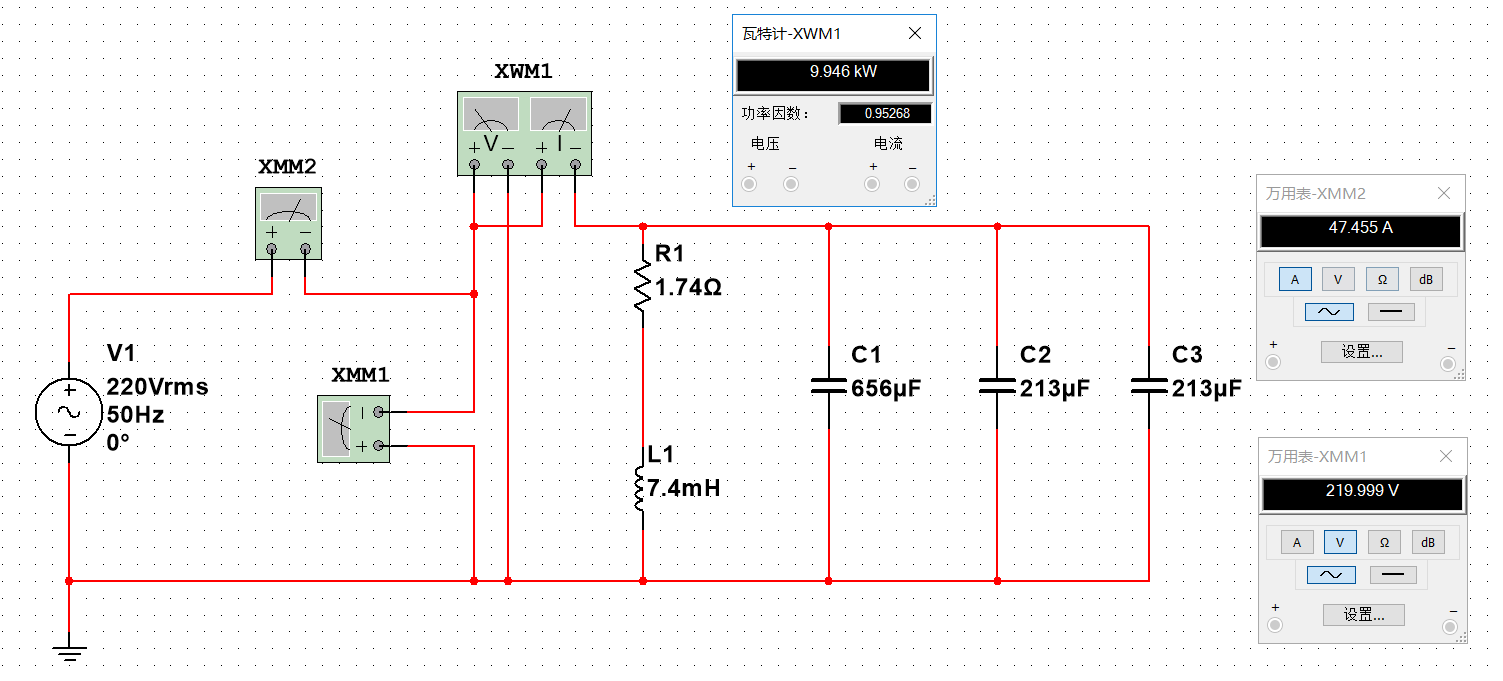 瓦特计-XWM1
9.946 kW
功率因数：
0.95268
电压
电流
+ − + −
XWM1
V I
+ − + −
XMM2
+ −
万用表-XMM2
47.455 A
A V Ω dB
设置...
+ −
R1
1.74Ω
V1
220Vrms
50Hz
0°
+
−
XMM1
+
C1
656µF
C2
213µF
C3
213µF
L1
7.4mH
万用表-XMM1
219.999 V
A V Ω dB
设置...
+ −